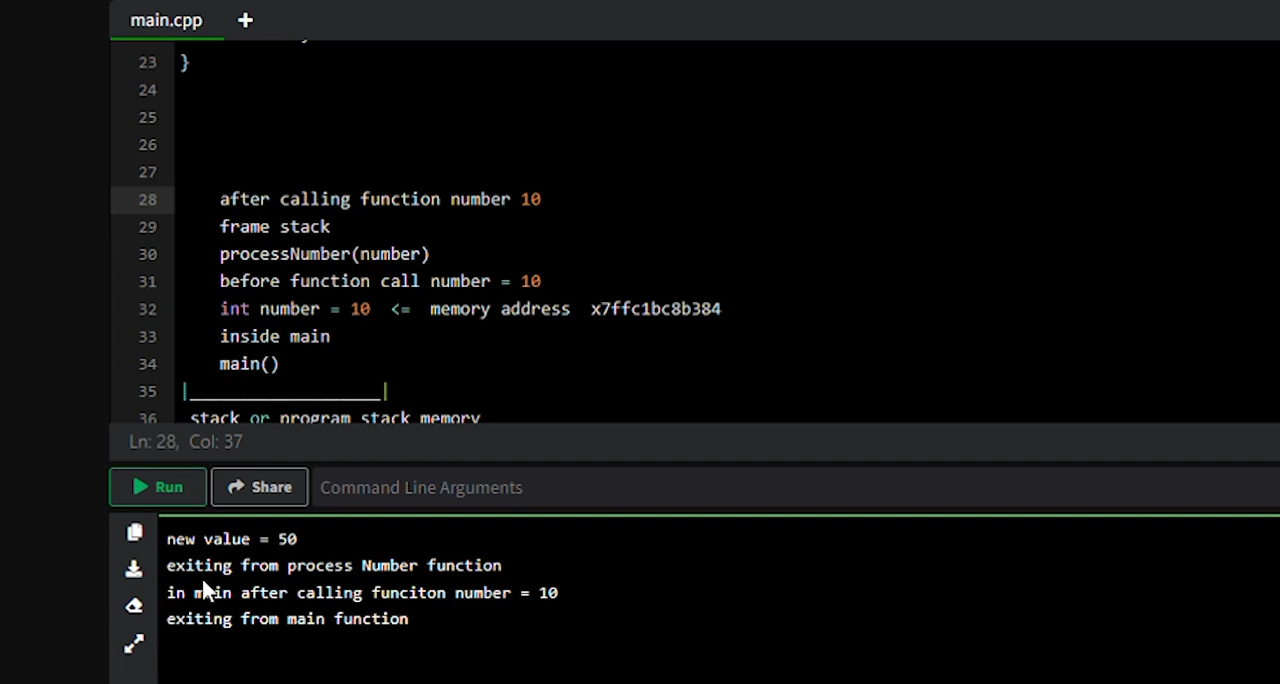 main.cpp +
23 }
24
25
26
27
28 after calling function number 10
29 frame stack
30 processNumber(number)
31 before function call number = 10
32 int number = 10 <= memory address x7ffc1bc8b384
33 inside main
34 main()
35 |___________________|
36 stack or program stack memory
Ln: 28, Col: 37
Run Share Command Line Arguments
new value = 50
exiting from process Number function
in main after calling funciton number = 10
exiting from main function